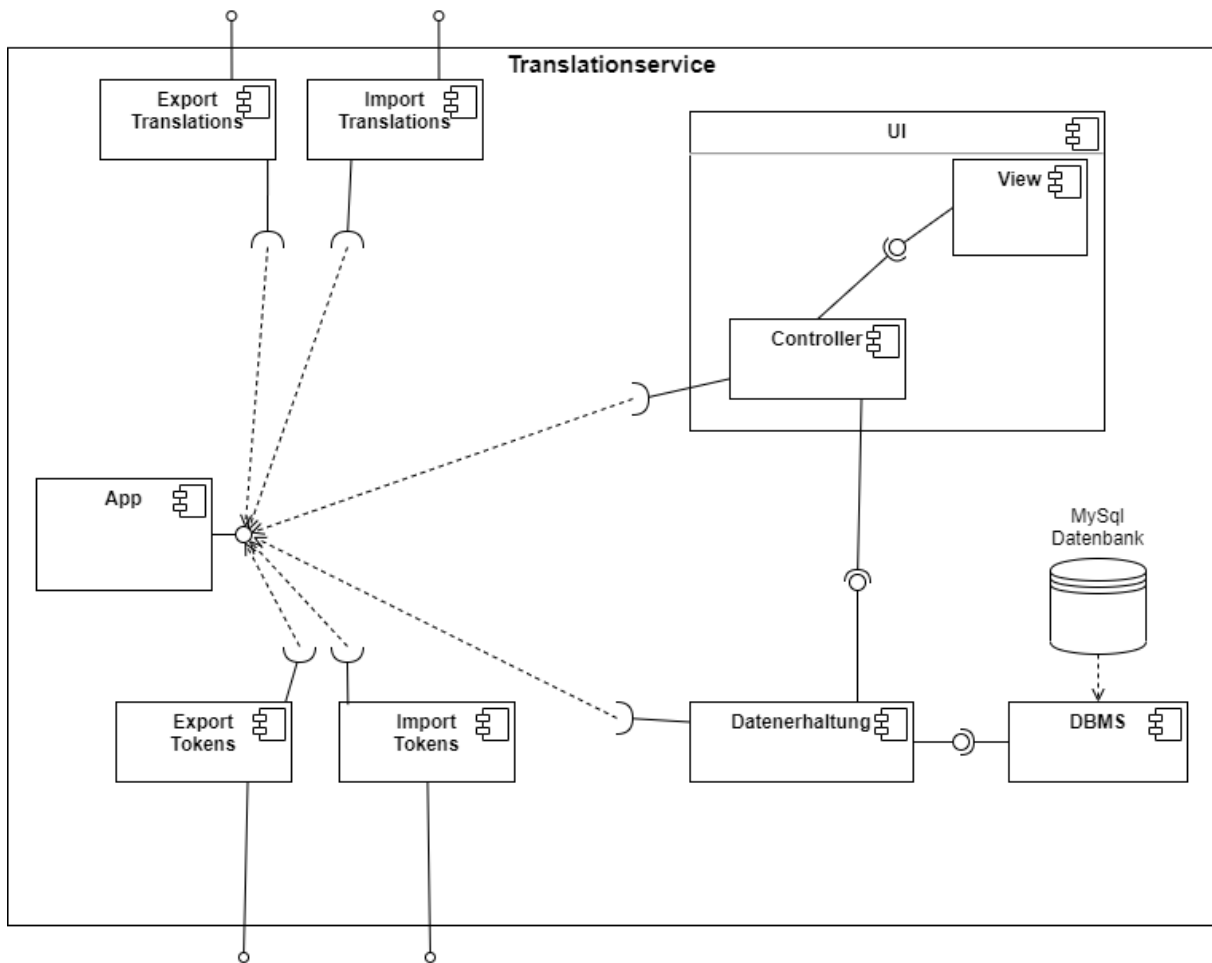 Translationservice
Export
Translations
Import
Translations
UI
View
Controller
App
MySql
Datenbank
Export
Tokens
Import
Tokens
Datenerhaltung
DBMS